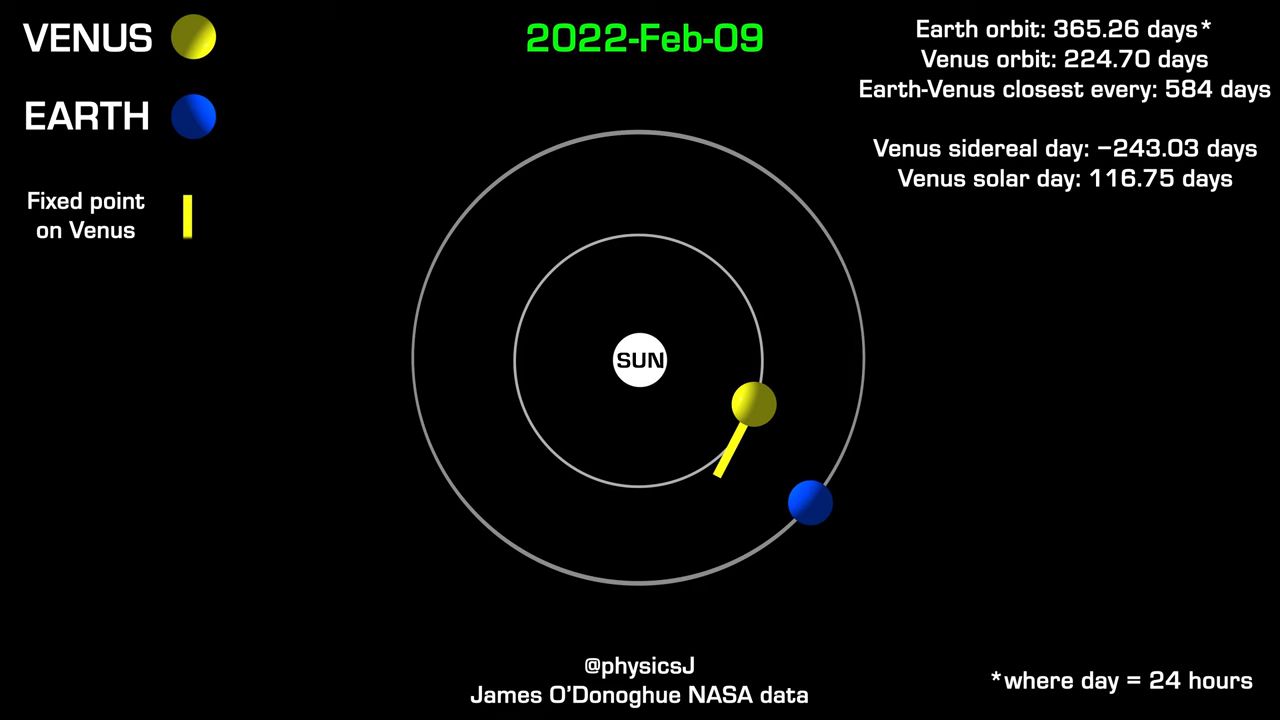 VENUS
EARTH
Fixed point
on Venus
2022-Feb-09
Earth orbit: 365.26 days*
Venus orbit: 224.70 days
Earth-Venus closest every: 584 days
Venus sidereal day: −243.03 days
Venus solar day: 116.75 days
SUN
@physicsJ
James O’Donoghue NASA data
*where day = 24 hours